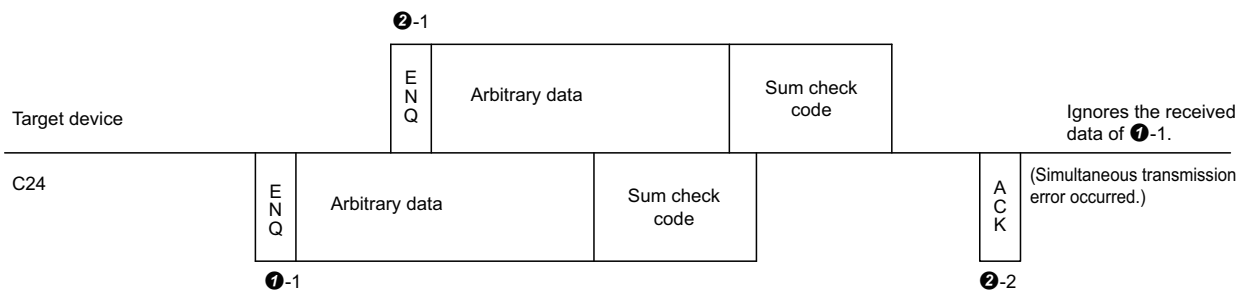 ❷-1
E
N
Q
Arbitrary data
Sum check
code
Target device
Ignores the received
data of ❶-1.
C24
E
N
Q
Arbitrary data
Sum check
code
A
C
K
(Simultaneous transmission
error occurred.)
❶-1
❷-2